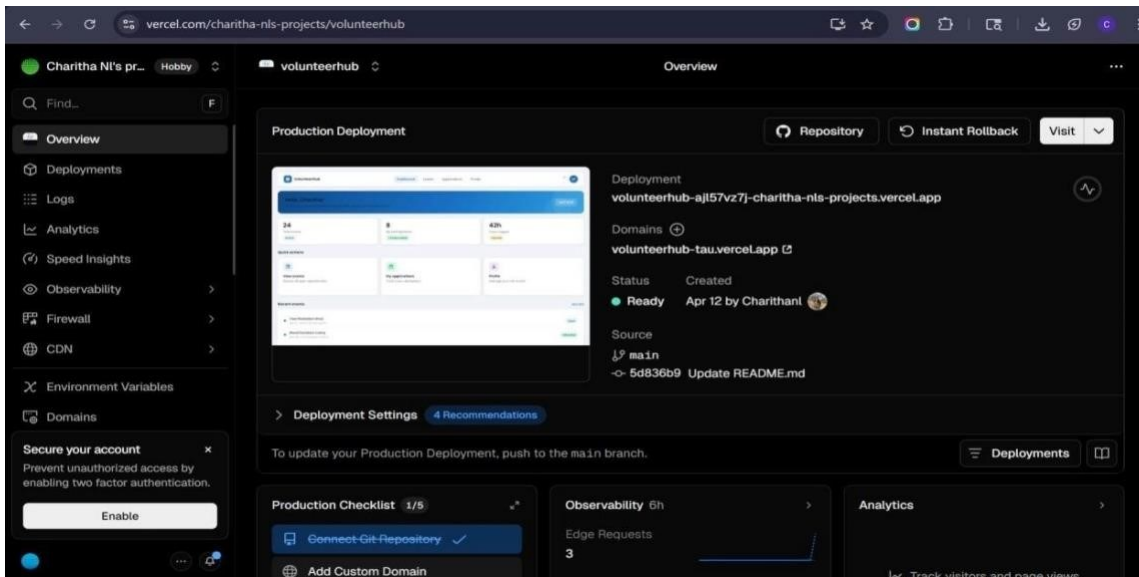 vercel.com/charitha-nls-projects/volunteerhub
Charitha Nl's pr... Hobby
volunteerhub
Overview
Find...
F
Overview
Deployments
Logs
Analytics
Speed Insights
Observability
Firewall
CDN
Environment Variables
Domains
Secure your account
Prevent unauthorized access by
enabling two factor authentication.
Enable
Production Deployment
Repository
Instant Rollback
Visit
24
8
42h
Deployment
volunteerhub-ajl57vz7j-charitha-nls-projects.vercel.app
Domains
volunteerhub-tau.vercel.app
Status Created
Ready Apr 12 by Charithanl
Source
main
5d836b9 Update README.md
Deployment Settings 4 Recommendations
To update your Production Deployment, push to the main branch.
Deployments
Production Checklist 1/5
Connect Git Repository
Add Custom Domain
Observability 6h
Edge Requests
3
Analytics
Track visitors and page views